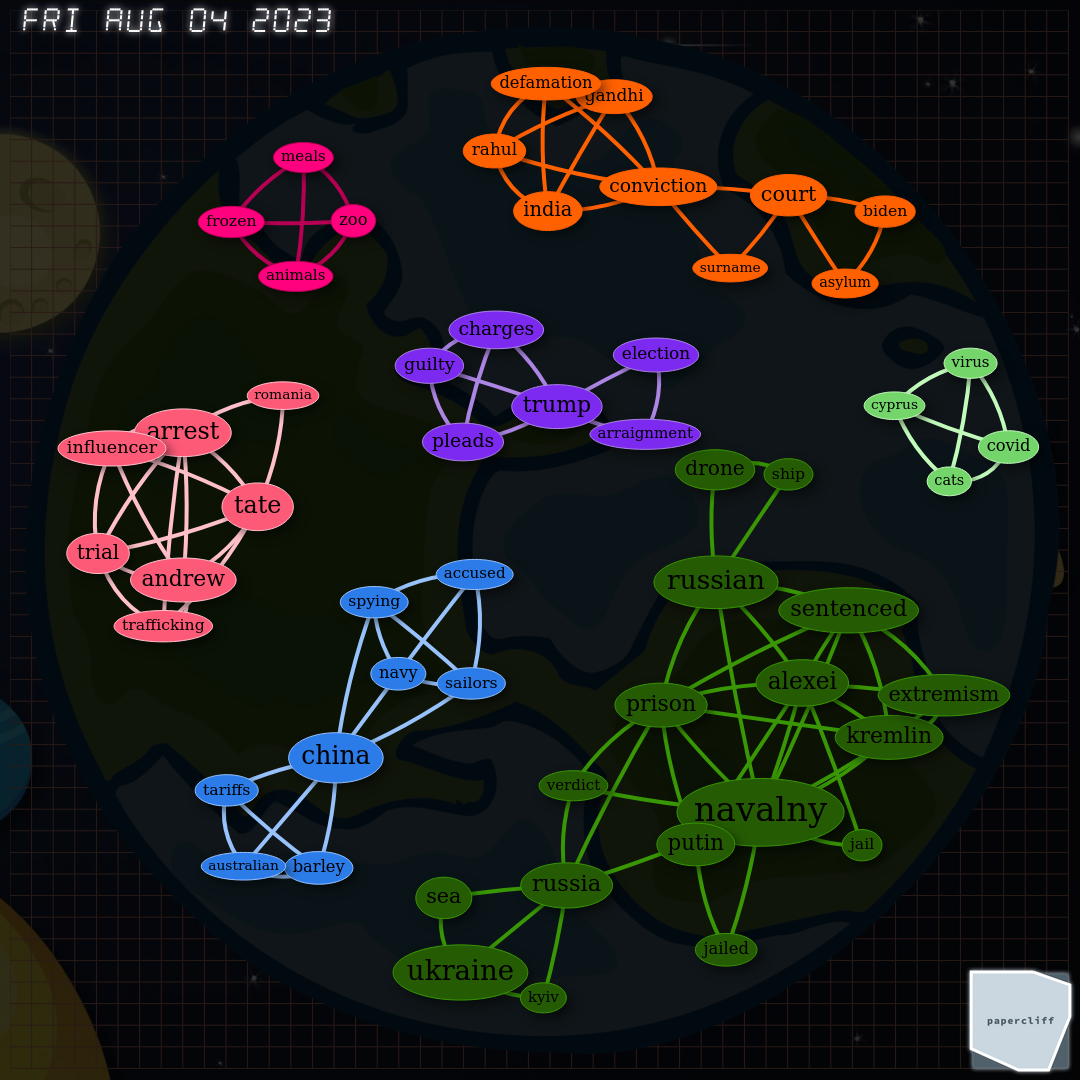 FRI AUG 04 2023
defamation
gandhi
rahul
conviction
india
court
biden
surname
asylum
meals
frozen
zoo
animals
charges
guilty
election
trump
pleads
arraignment
virus
cyprus
covid
cats
romania
arrest
influencer
tate
trial
andrew
trafficking
drone
ship
russian
sentenced
alexei
extremism
prison
kremlin
verdict
navalny
putin
jail
russia
sea
jailed
ukraine
kyiv
accused
spying
navy
sailors
china
tariffs
australian
barley
papercliff